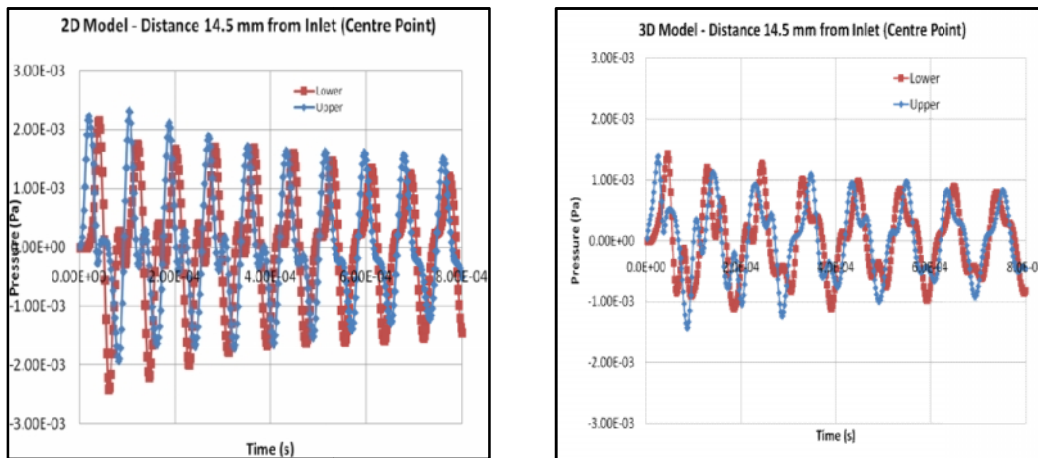 2D Model - Distance 14.5 mm from Inlet (Centre Point)
3.00E-03
2.00E-03
1.00E-03
0.00E+00
-1.00E-03
-2.00E-03
-3.00E-03
Pressure (Pa)
Lower
Upper
0.00E+00
2.00E-04
4.00E-04
6.00E-04
8.00E-04
Time (s)
3D Model - Distance 14.5 mm from Inlet (Centre Point)
3.00E-03
2.00E-03
1.00E-03
0.00E+00
-1.00E-03
-2.00E-03
-3.00E-03
Pressure (Pa)
Lower
Upper
0.0E+00
2.0E-04
4.0E-04
6.0E-04
Time (s)